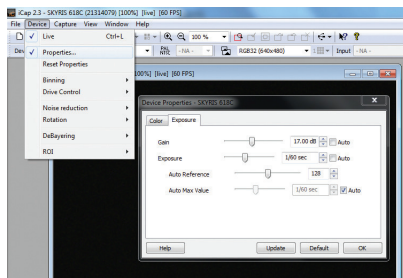 iCap 2.3 - SKYRIS 618C (21314079) [100%] [live] [60 FPS]
File Device Capture View Window Help
Live Ctrl+L
100 %
Dev
PAL
NTSC
- NA -
RGB32 (640x480)
Input - NA -
Properties...
Reset Properties
Binning
Drive Control
Noise reduction
Rotation
DeBayering
ROI
100%] [live] [60 FPS]
Device Properties - SKYRIS 618C
Color Exposure
Gain 17.00 dB Auto
Exposure 1/60 sec Auto
Auto Reference 128
Auto Max Value 1/60 sec Auto
Help Update Default OK